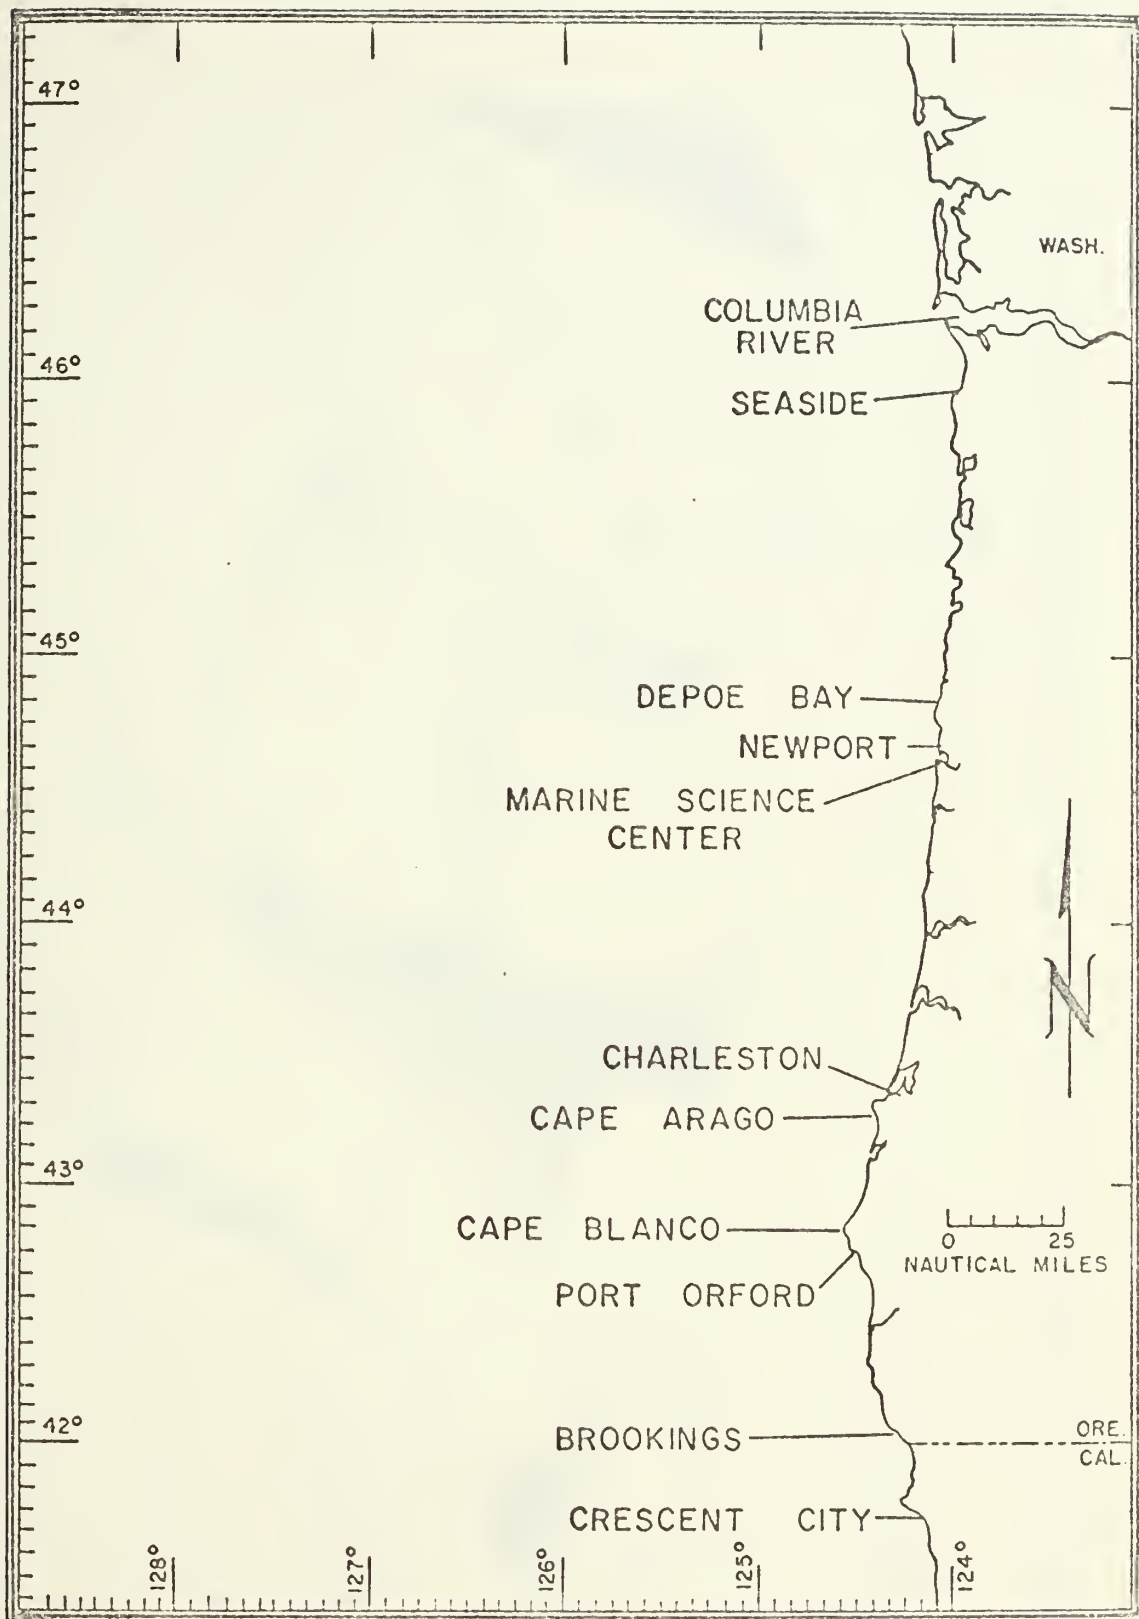 47°
WASH.
COLUMBIA
RIVER
46°
SEASIDE
45°
DEPOE BAY
NEWPORT
MARINE SCIENCE
CENTER
44°
N
CHARLESTON
CAPE ARAGO
43°
CAPE BLANCO
0 25
NAUTICAL MILES
PORT ORFORD
42°
BROOKINGS
ORE.
CAL.
CRESCENT CITY
128° 127° 126° 125° 124°